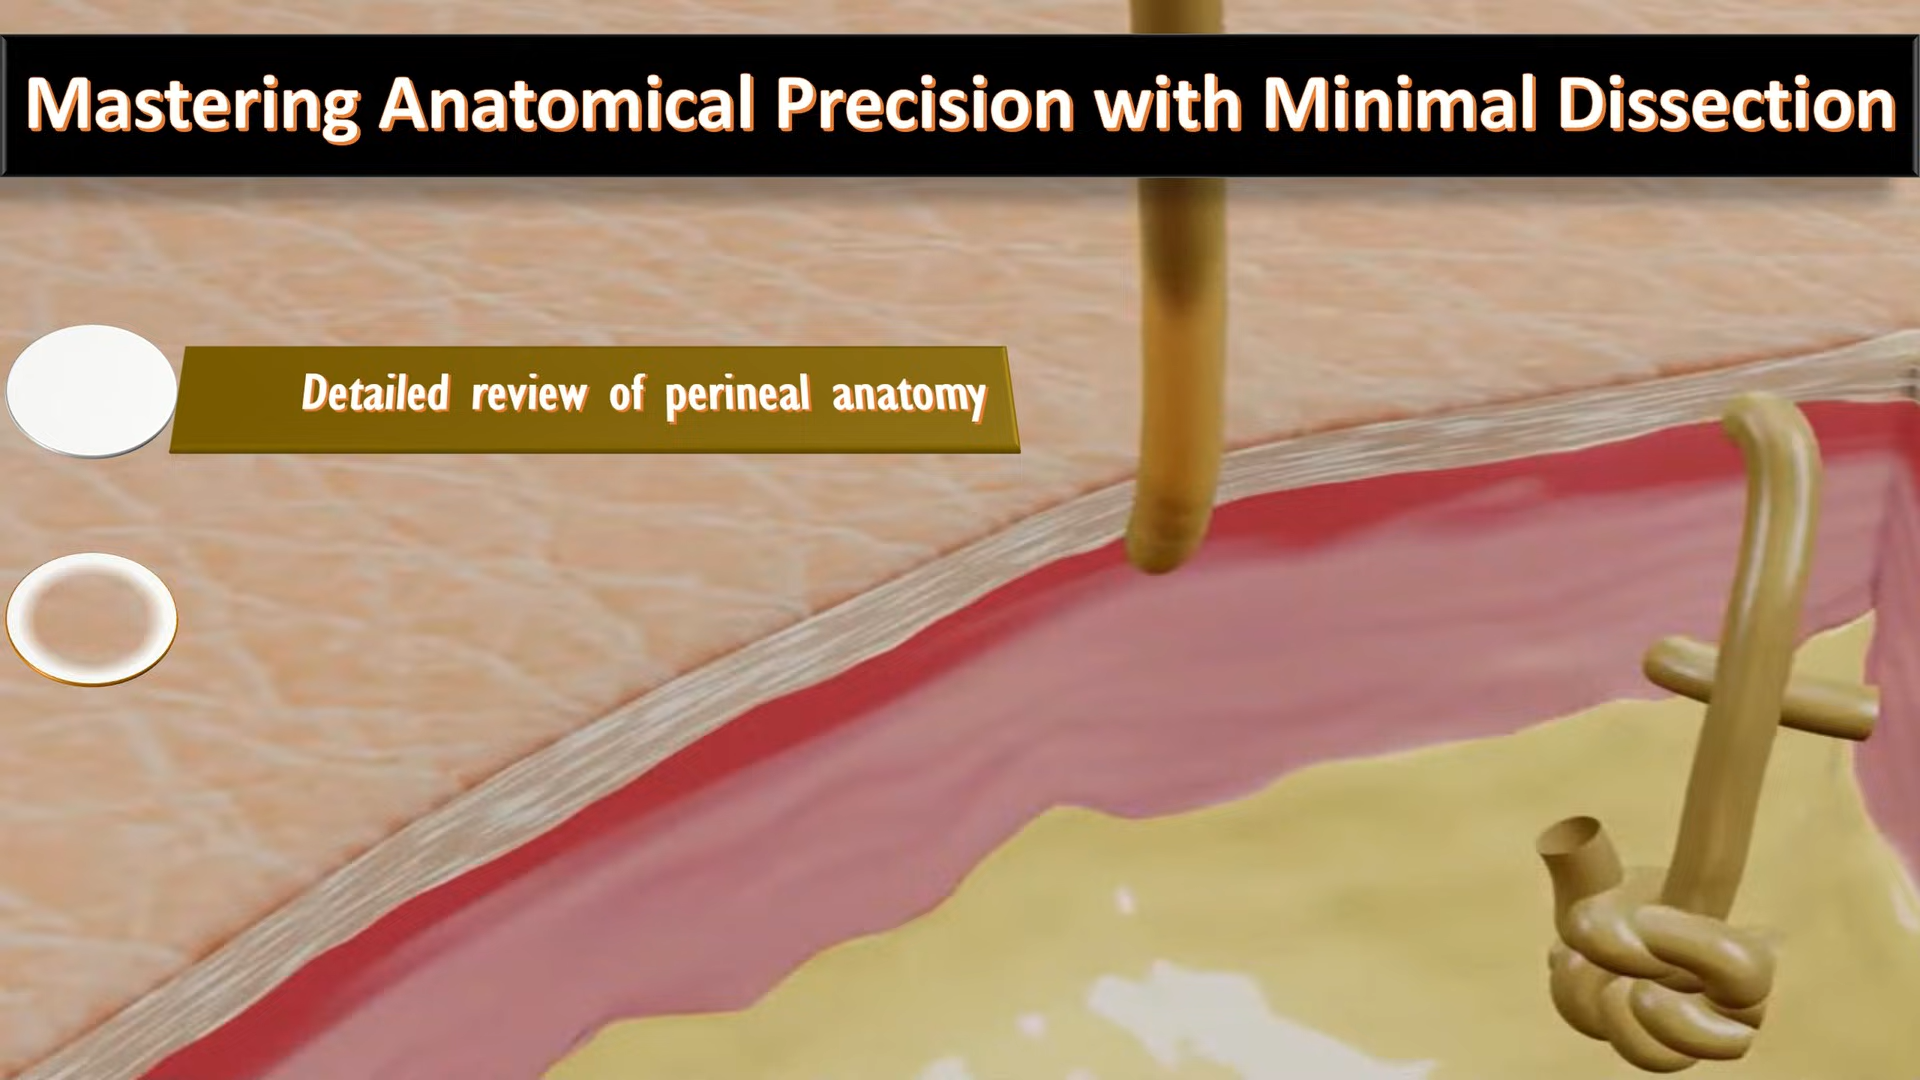 Mastering Anatomical Precision with Minimal Dissection
Detailed review of perineal anatomy